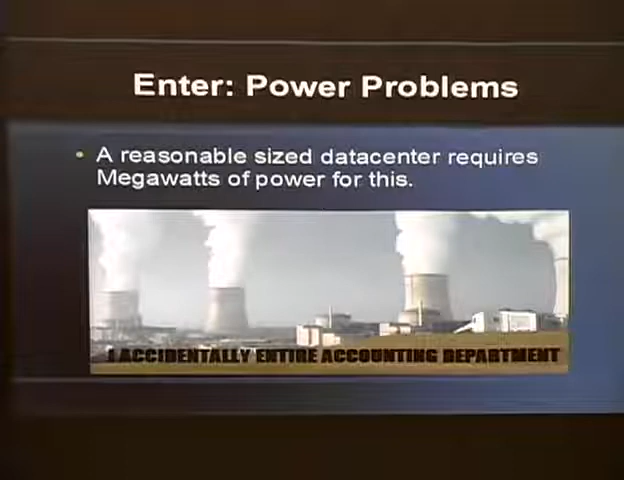 Enter: Power Problems
• A reasonable sized datacenter requires
Megawatts of power for this.
I ACCIDENTALLY ENTIRE ACCOUNTING DEPARTMENT